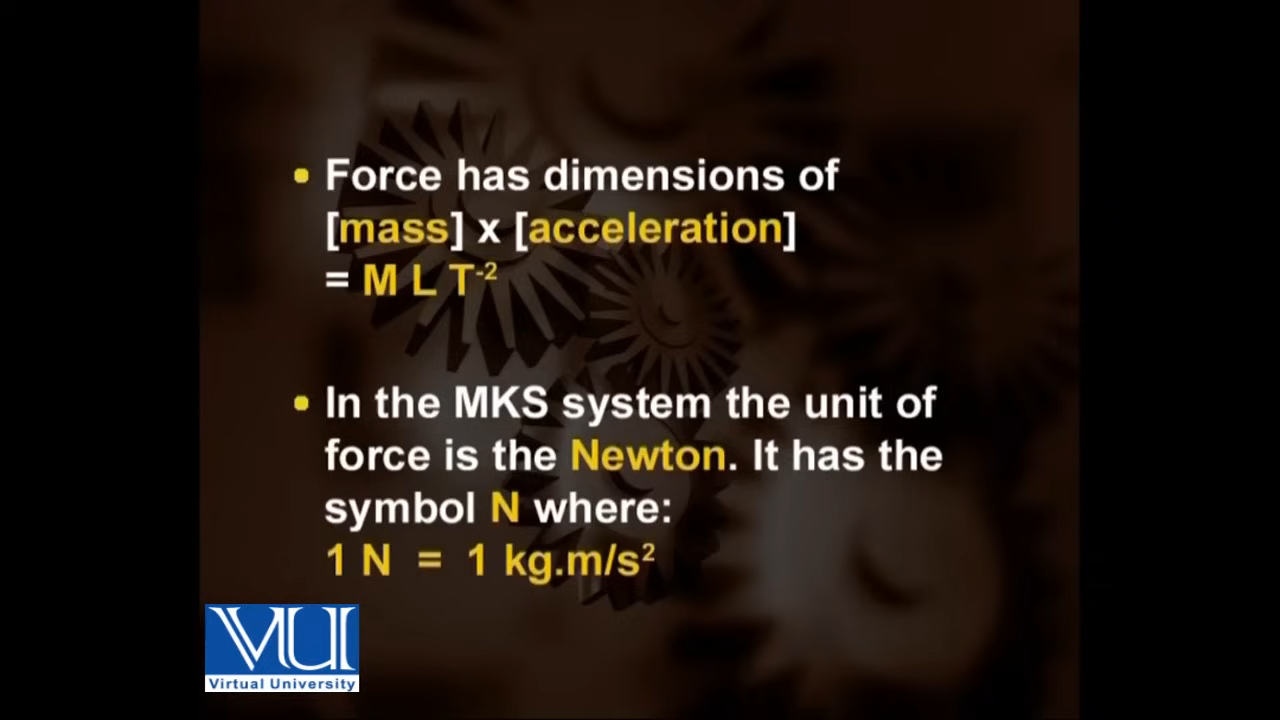 • Force has dimensions of
[mass] x [acceleration]
= M L T⁻²
• In the MKS system the unit of
force is the Newton. It has the
symbol N where:
1 N = 1 kg.m/s²
VU
Virtual University